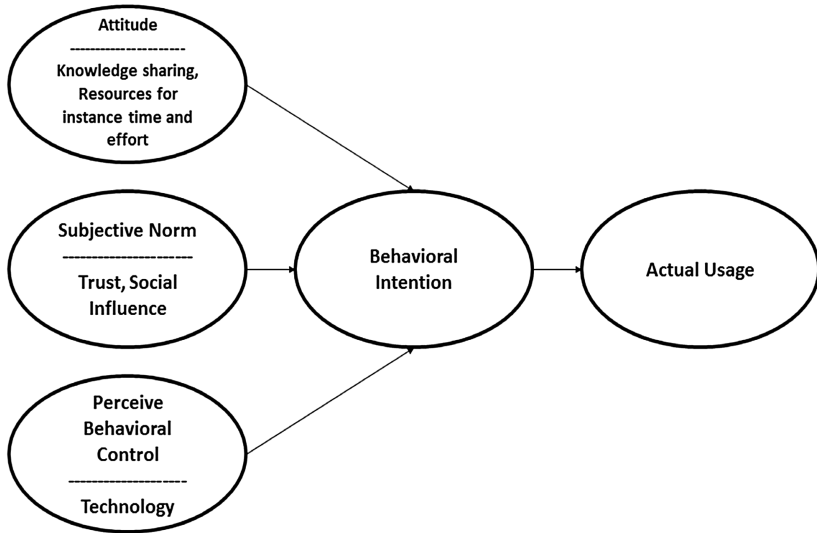 Attitude
----------------------
Knowledge sharing,
Resources for
instance time and
effort
Subjective Norm
----------------------
Trust, Social
Influence
Perceive
Behavioral
Control
--------------------
Technology
Behavioral
Intention
Actual Usage